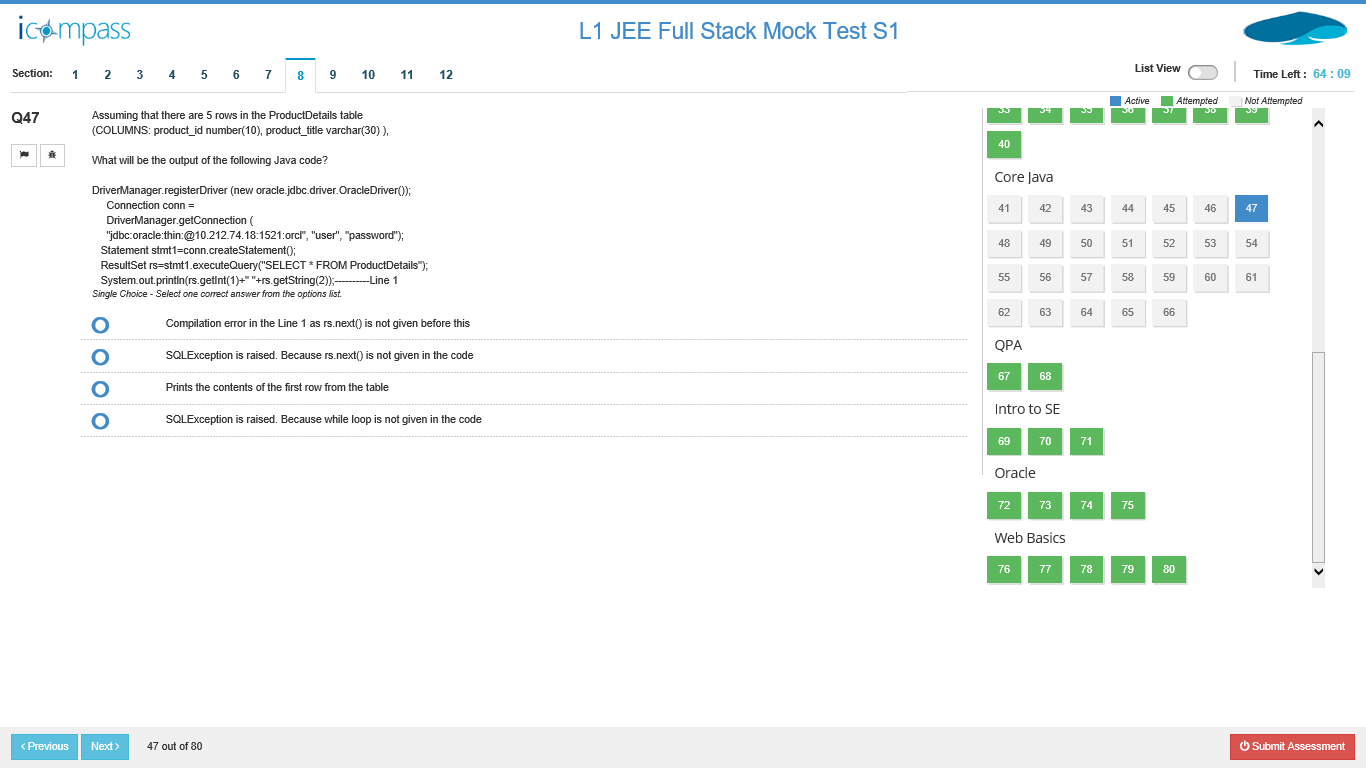 icompass
L1 JEE Full Stack Mock Test S1
Section: 1 2 3 4 5 6 7 8 9 10 11 12
List View
Time Left : 64 : 09
Active Attempted Not Attempted
Q47
Assuming that there are 5 rows in the ProductDetails table
(COLUMNS: product_id number(10), product_title varchar(30) ),
What will be the output of the following Java code?
DriverManager.registerDriver (new oracle.jdbc.driver.OracleDriver());
Connection conn =
DriverManager.getConnection (
"jdbc:oracle:thin:@10.212.74.18:1521:orcl", "user", "password");
Statement stmt1=conn.createStatement();
ResultSet rs=stmt1.executeQuery("SELECT * FROM ProductDetails");
System.out.println(rs.getInt(1)+" "+rs.getString(2));----------Line 1
Single Choice - Select one correct answer from the options list.
Compilation error in the Line 1 as rs.next() is not given before this
SQLException is raised. Because rs.next() is not given in the code
Prints the contents of the first row from the table
SQLException is raised. Because while loop is not given in the code
33 34 35 36 37 38 39
40
Core Java
41 42 43 44 45 46 47
48 49 50 51 52 53 54
55 56 57 58 59 60 61
62 63 64 65 66
QPA
67 68
Intro to SE
69 70 71
Oracle
72 73 74 75
Web Basics
76 77 78 79 80
Previous
Next
47 out of 80
Submit Assessment